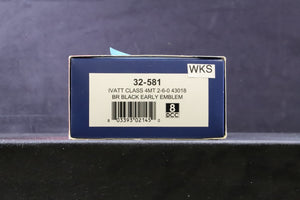 WKS
32-581
IVATT CLASS 4MT 2-6-0 43018
BR BLACK EARLY EMBLEM
8
DCC